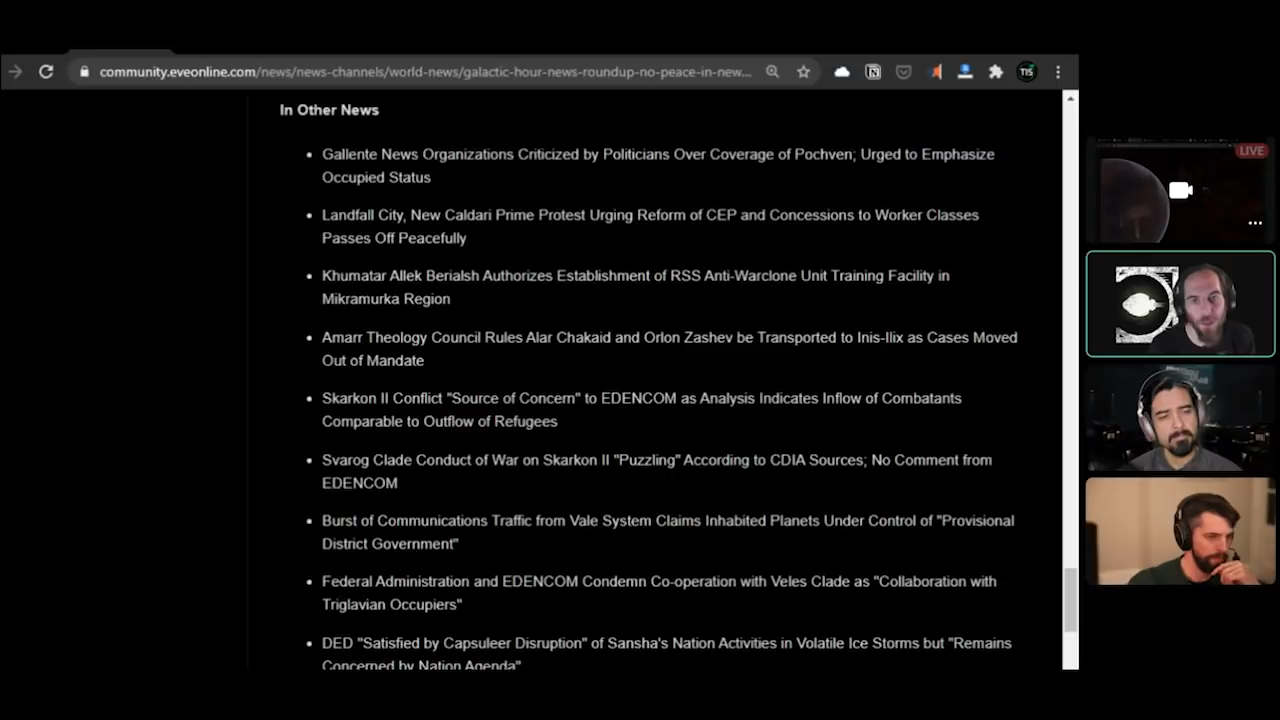 community.eveonline.com/news/news-channels/world-news/galactic-hour-news-roundup-no-peace-in-new...
TIS
In Other News
Gallente News Organizations Criticized by Politicians Over Coverage of Pochven; Urged to Emphasize
Occupied Status
Landfall City, New Caldari Prime Protest Urging Reform of CEP and Concessions to Worker Classes
Passes Off Peacefully
Khumatar Allek Berialsh Authorizes Establishment of RSS Anti-Warclone Unit Training Facility in
Mikramurka Region
Amarr Theology Council Rules Alar Chakaid and Orlon Zashev be Transported to Inis-Ilix as Cases Moved
Out of Mandate
Skarkon II Conflict "Source of Concern" to EDENCOM as Analysis Indicates Inflow of Combatants
Comparable to Outflow of Refugees
Svarog Clade Conduct of War on Skarkon II "Puzzling" According to CDIA Sources; No Comment from
EDENCOM
Burst of Communications Traffic from Vale System Claims Inhabited Planets Under Control of "Provisional
District Government"
Federal Administration and EDENCOM Condemn Co-operation with Veles Clade as "Collaboration with
Triglavian Occupiers"
DED "Satisfied by Capsuleer Disruption" of Sansha's Nation Activities in Volatile Ice Storms but "Remains
Concerned by Nation Agenda"
LIVE